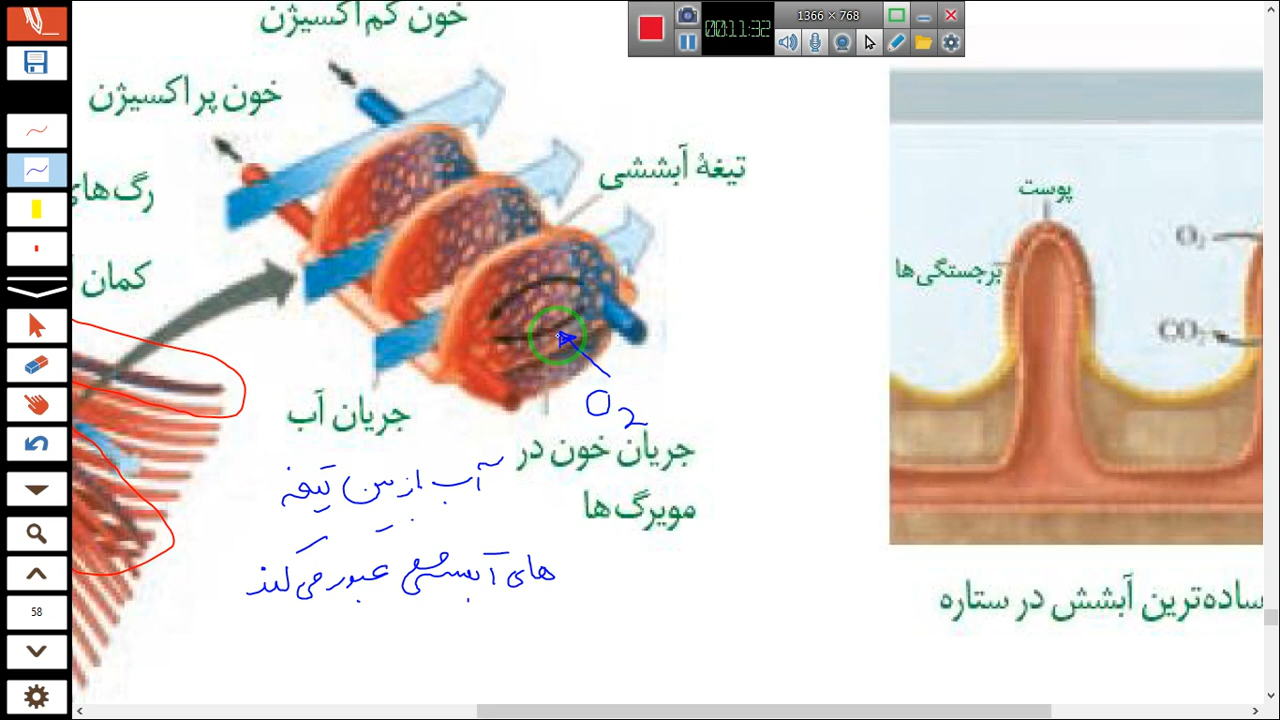 1366 × 768
00:11:32
خون کم اکسیژن
خون پر اکسیژن
تیغهٔ آبششی
رگ‌های
کمان
جریان آب
O2
جریان خون در
مویرگ‌ها
آب از بین تیغه
های آبششی عبور می کند
پوست
برجستگی‌ها
O₂
CO₂
ساده‌ترین آبشش در ستاره
58